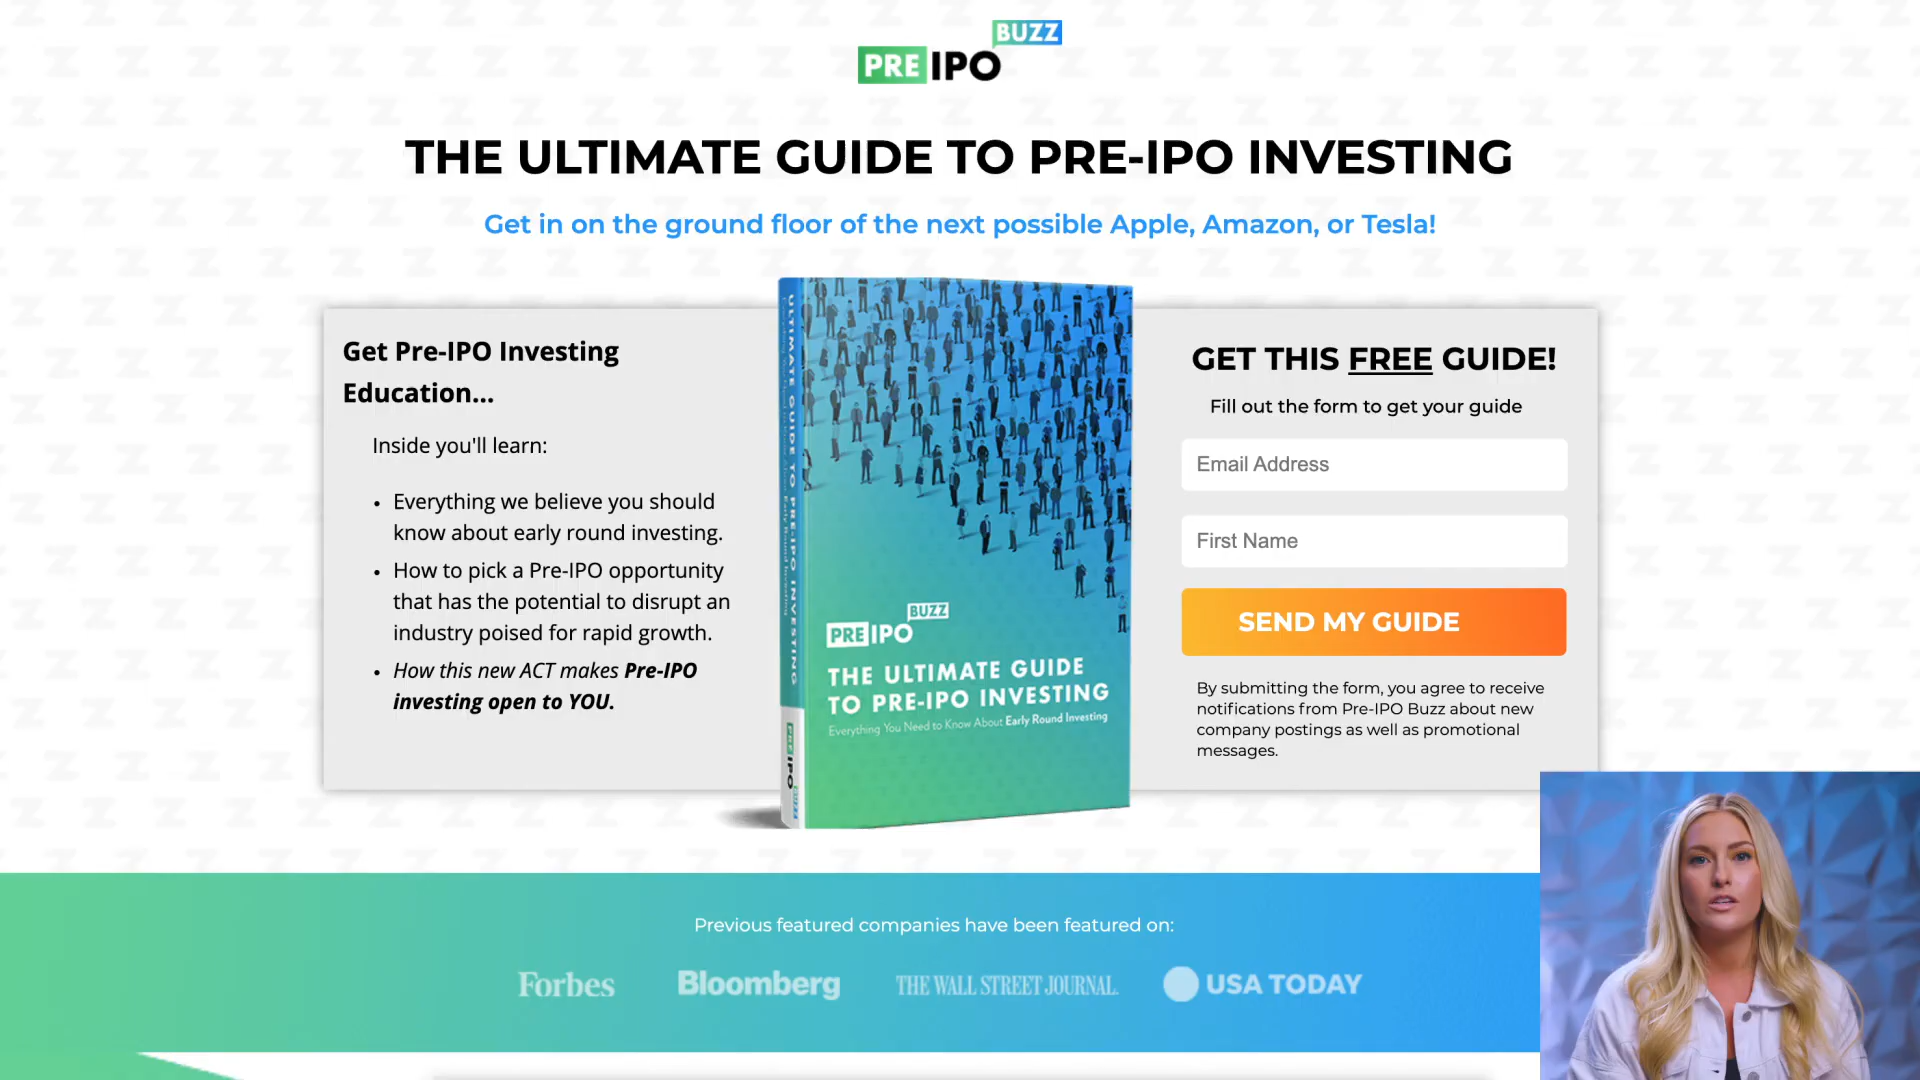 BUZZ
PRE IPO
THE ULTIMATE GUIDE TO PRE-IPO INVESTING
Get in on the ground floor of the next possible Apple, Amazon, or Tesla!
Get Pre-IPO Investing
Education...
Inside you'll learn:
• Everything we believe you should
know about early round investing.
• How to pick a Pre-IPO opportunity
that has the potential to disrupt an
industry poised for rapid growth.
• How this new ACT makes Pre-IPO
investing open to YOU.
ULTIMATE GUIDE TO PRE-IPO INVESTING
PRE IPO
BUZZ
BUZZ
PRE IPO
THE ULTIMATE GUIDE
TO PRE-IPO INVESTING
Everything You Need to Know About Early Round Investing
GET THIS FREE GUIDE!
Fill out the form to get your guide
Email Address
First Name
SEND MY GUIDE
By submitting the form, you agree to receive
notifications from Pre-IPO Buzz about new
company postings as well as promotional
messages.
Previous featured companies have been featured on:
Forbes
Bloomberg
THE WALL STREET JOURNAL.
USA TODAY